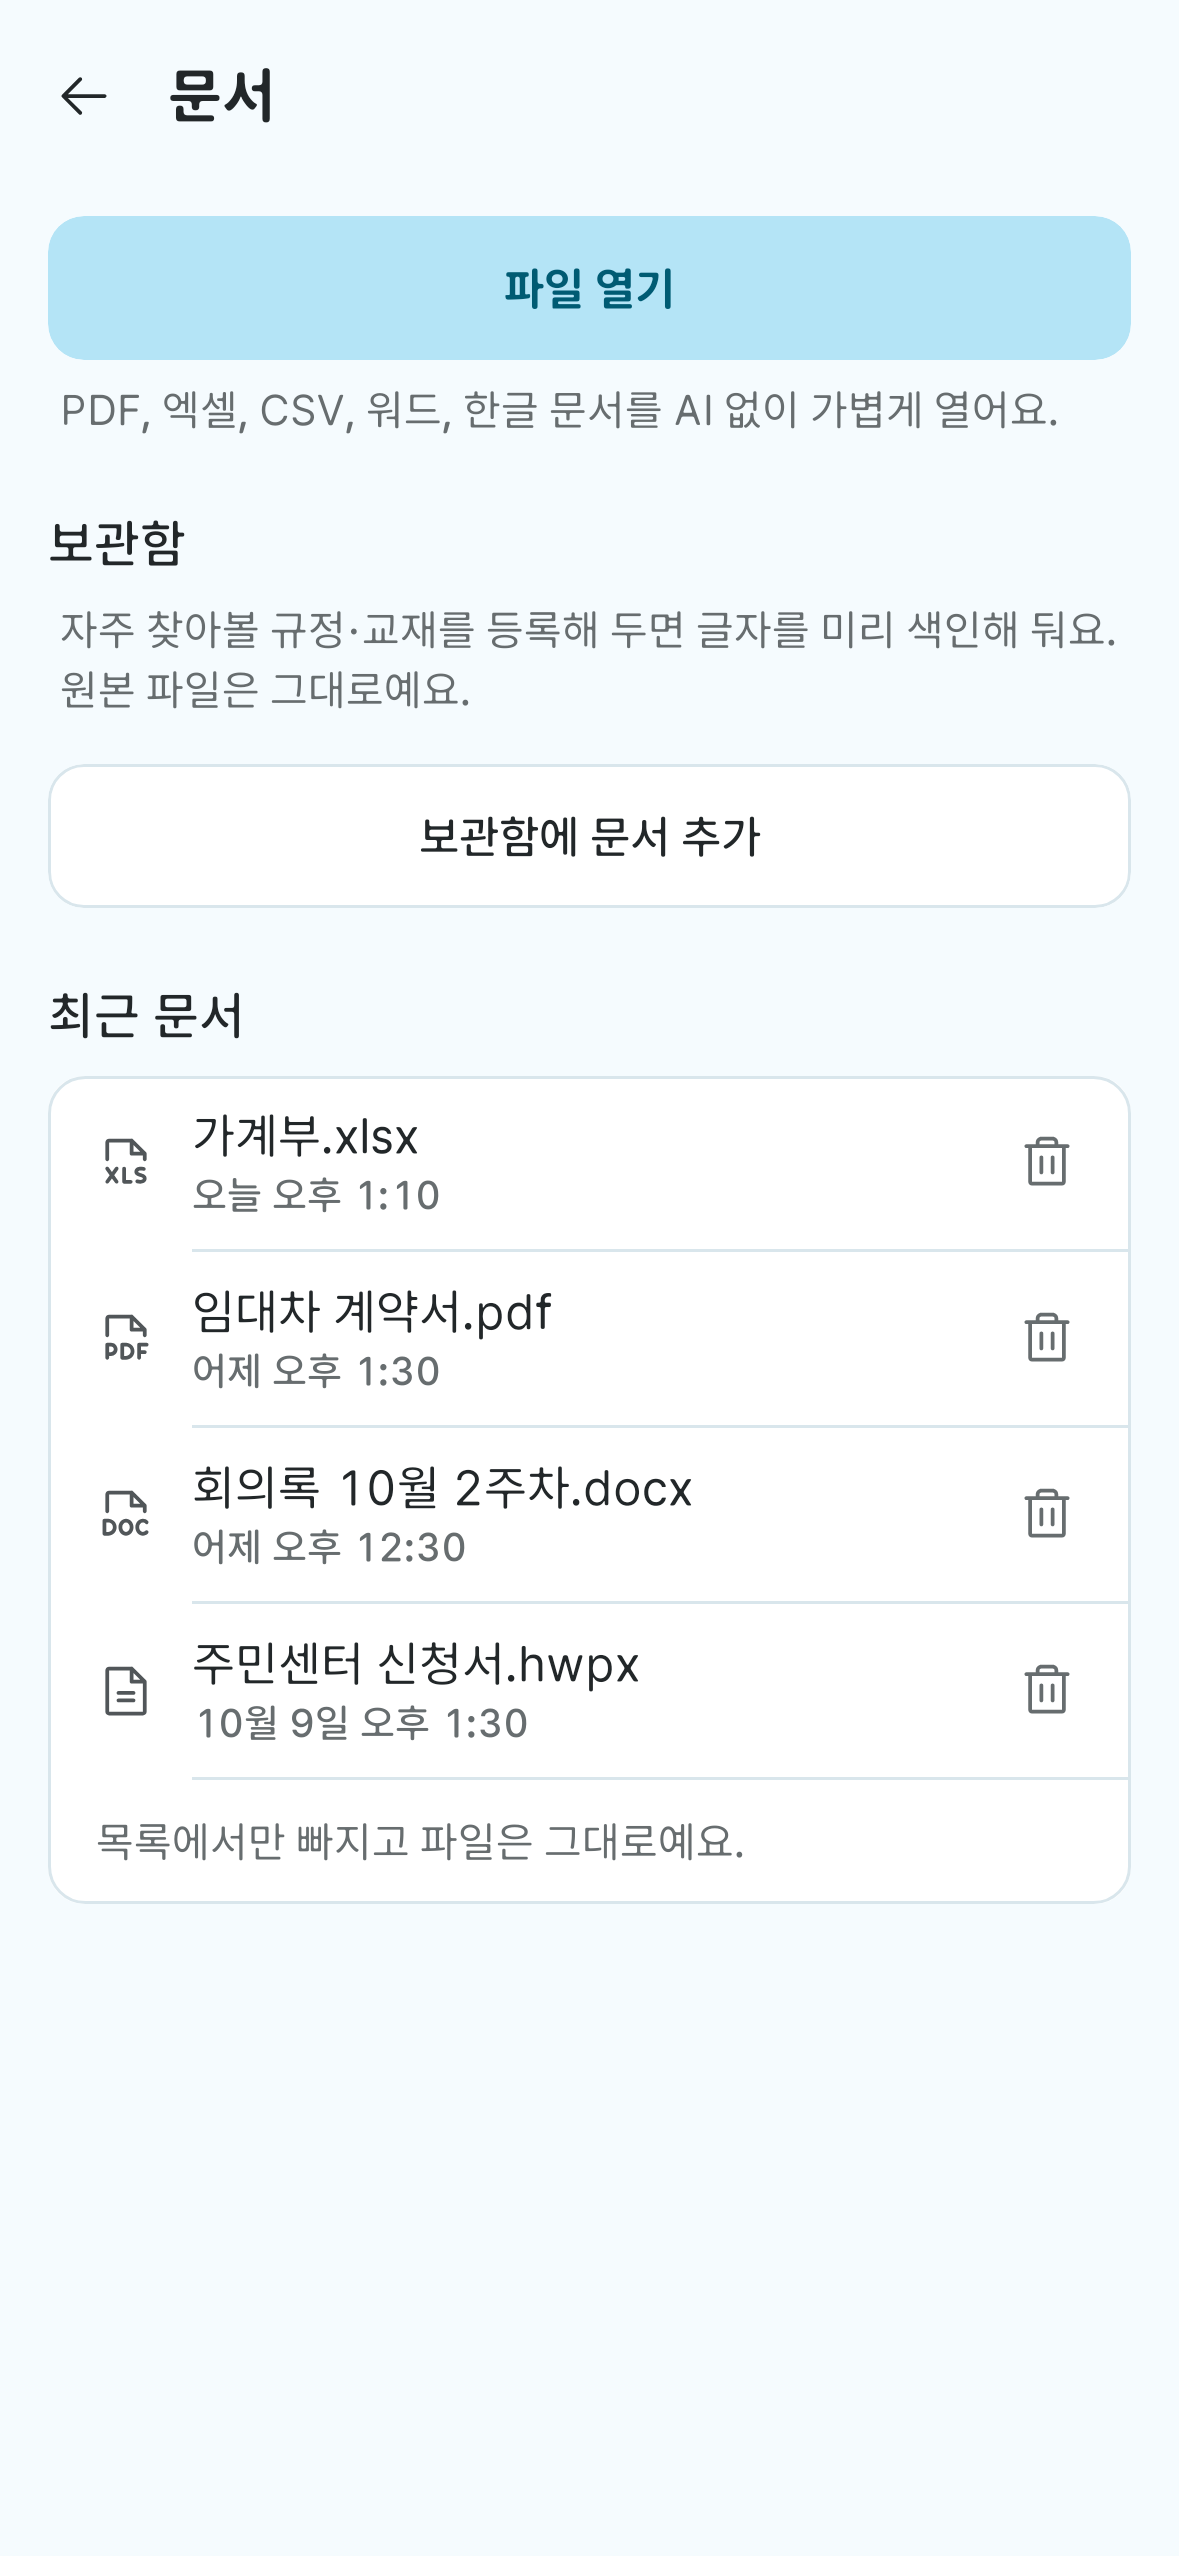 문서
파일 열기
PDF, 엑셀, CSV, 워드, 한글 문서를 AI 없이 가볍게 열어요.
보관함
자주 찾아볼 규정·교재를 등록해 두면 글자를 미리 색인해 둬요.
원본 파일은 그대로예요.
보관함에 문서 추가
최근 문서
XLS
가계부.xlsx
오늘 오후 1:10
PDF
임대차 계약서.pdf
어제 오후 1:30
DOC
회의록 10월 2주차.docx
어제 오후 12:30
주민센터 신청서.hwpx
10월 9일 오후 1:30
목록에서만 빠지고 파일은 그대로예요.